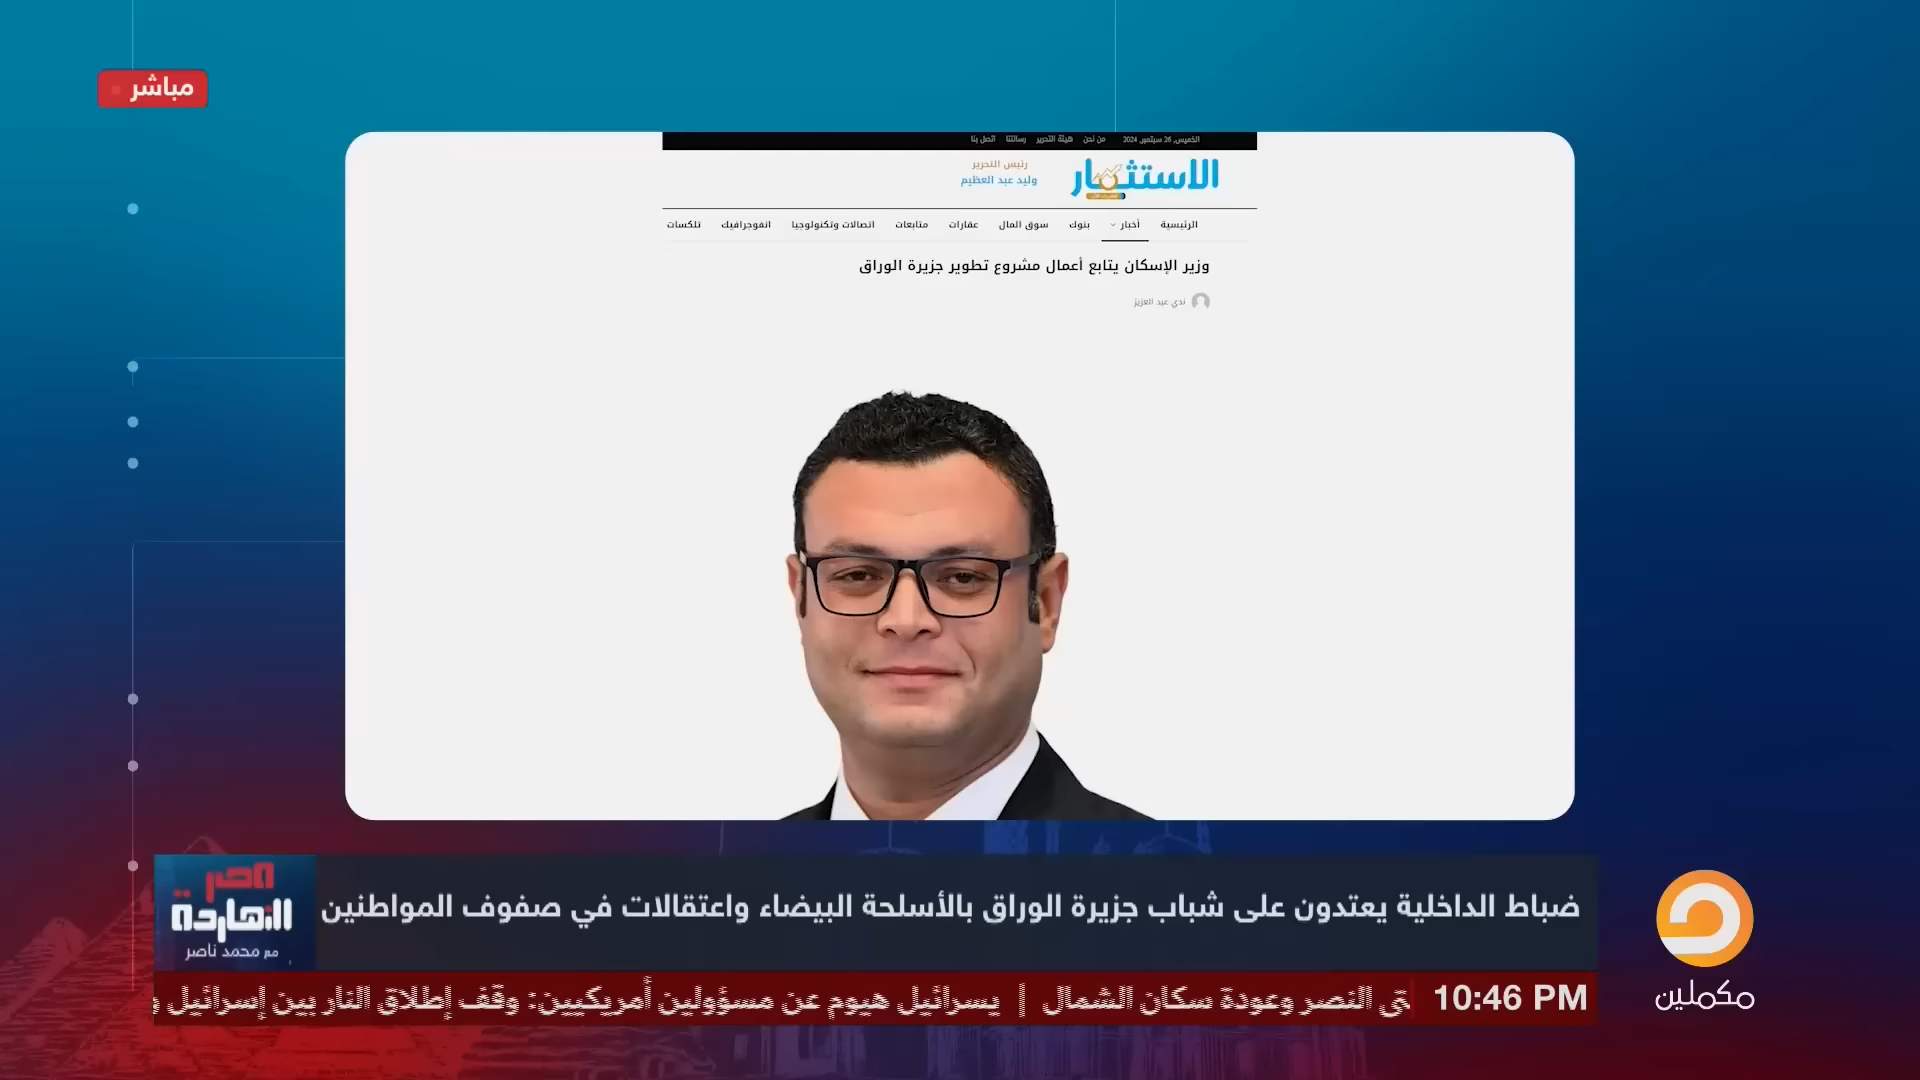 مباشر
الخميس, 26 سبتمبر, 2024 من نحن هيئة التحرير رسالتنا اتصل بنا
الاستثمار
رئيس التحرير
وليد عبد العظيم
الرئيسية أخبار بنوك سوق المال عقارات متابعات اتصالات وتكنولوجيا انفوجرافيك تلكسات
وزير الإسكان يتابع أعمال مشروع تطوير جزيرة الوراق
ندي عبد العزيز
ضباط الداخلية يعتدون على شباب جزيرة الوراق بالأسلحة البيضاء واعتقالات في صفوف المواطنين
مصر
النهاردة
مع محمد ناصر
10:46 PM
النصر وعودة سكان الشمال | يسرائيل هيوم عن مسؤولين أمريكيين: وقف إطلاق النار بين إسرائيل
مكملين